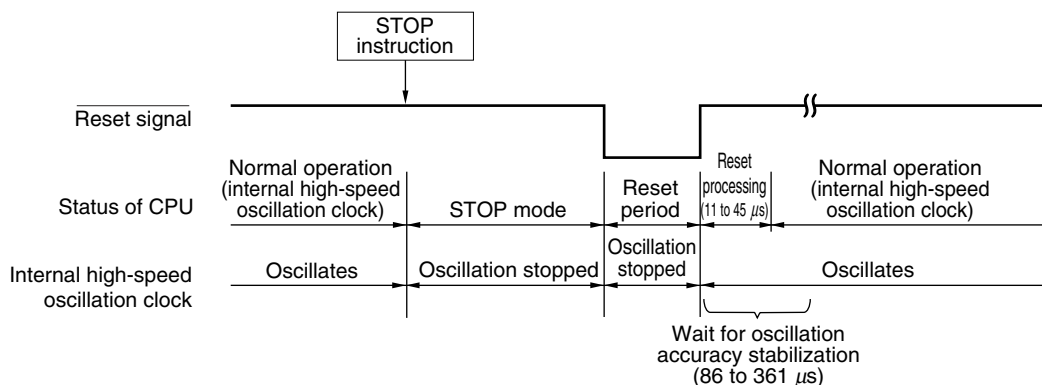 STOP
instruction
Reset signal
Status of CPU
Normal operation
(internal high-speed
oscillation clock)
STOP mode
Reset
period
Reset
processing
(11 to 45 μs)
Normal operation
(internal high-speed
oscillation clock)
Internal high-speed
oscillation clock
Oscillates
Oscillation stopped
Oscillation
stopped
Oscillates
Wait for oscillation
accuracy stabilization
(86 to 361 μs)